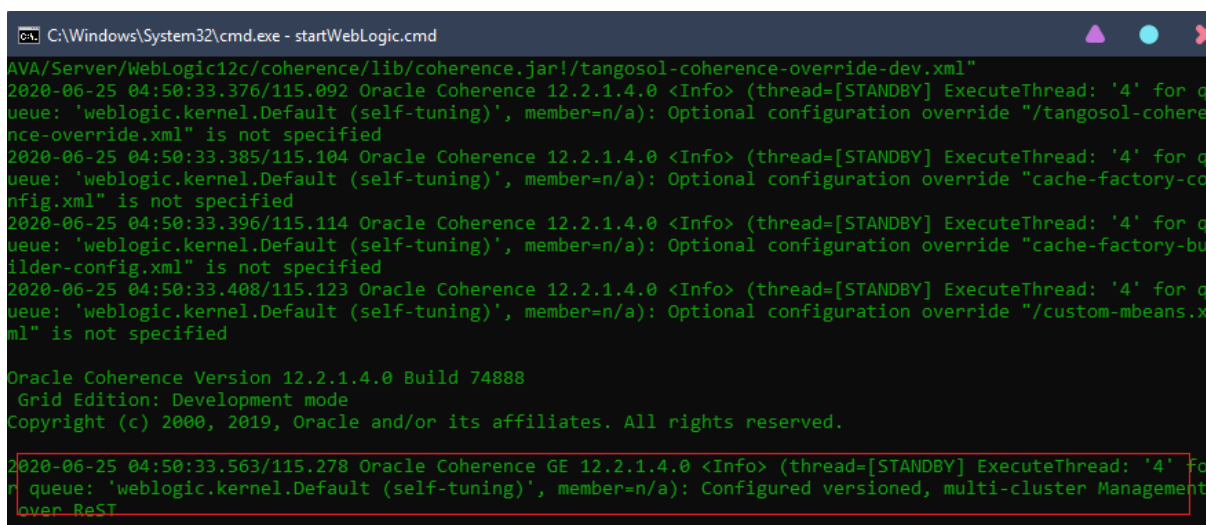 C:\Windows\System32\cmd.exe - startWebLogic.cmd
AVA/Server/WebLogic12c/coherence/lib/coherence.jar!/tangosol-coherence-override-dev.xml"
2020-06-25 04:50:33.376/115.092 Oracle Coherence 12.2.1.4.0 <Info> (thread=[STANDBY] ExecuteThread: '4' for q
ueue: 'weblogic.kernel.Default (self-tuning)', member=n/a): Optional configuration override "/tangosol-cohere
nce-override.xml" is not specified
2020-06-25 04:50:33.385/115.104 Oracle Coherence 12.2.1.4.0 <Info> (thread=[STANDBY] ExecuteThread: '4' for q
ueue: 'weblogic.kernel.Default (self-tuning)', member=n/a): Optional configuration override "cache-factory-co
nfig.xml" is not specified
2020-06-25 04:50:33.396/115.114 Oracle Coherence 12.2.1.4.0 <Info> (thread=[STANDBY] ExecuteThread: '4' for q
ueue: 'weblogic.kernel.Default (self-tuning)', member=n/a): Optional configuration override "cache-factory-bu
ilder-config.xml" is not specified
2020-06-25 04:50:33.408/115.123 Oracle Coherence 12.2.1.4.0 <Info> (thread=[STANDBY] ExecuteThread: '4' for q
ueue: 'weblogic.kernel.Default (self-tuning)', member=n/a): Optional configuration override "/custom-mbeans.x
ml" is not specified
Oracle Coherence Version 12.2.1.4.0 Build 74888
Grid Edition: Development mode
Copyright (c) 2000, 2019, Oracle and/or its affiliates. All rights reserved.
2020-06-25 04:50:33.563/115.278 Oracle Coherence GE 12.2.1.4.0 <Info> (thread=[STANDBY] ExecuteThread: '4' fo
r queue: 'weblogic.kernel.Default (self-tuning)', member=n/a): Configured versioned, multi-cluster Management
over ReST